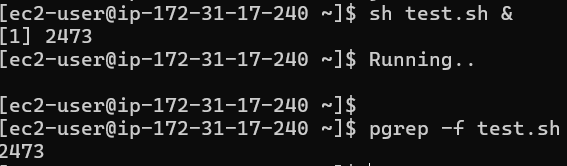 [ec2-user@ip-172-31-17-240 ~]$ sh test.sh &
[1] 2473
[ec2-user@ip-172-31-17-240 ~]$ Running..
[ec2-user@ip-172-31-17-240 ~]$
[ec2-user@ip-172-31-17-240 ~]$ pgrep -f test.sh
2473